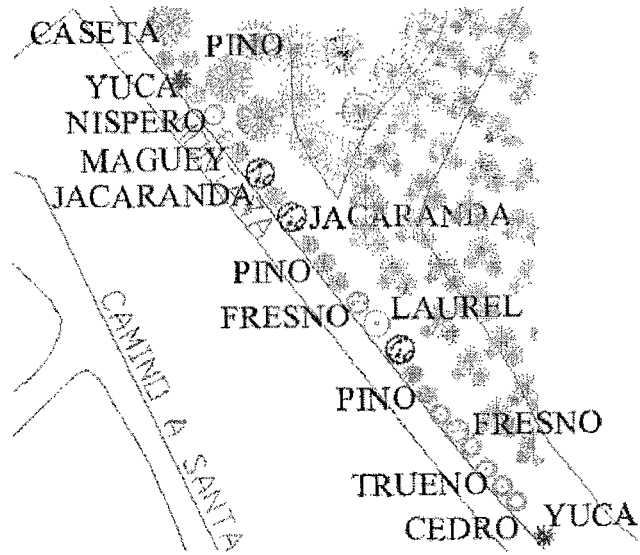 CASETA
PINO
YUCA
NISPERO
MAGUEY
JACARANDA
JACARANDA
PINO
FRESNO
LAUREL
PINO
FRESNO
TRUENO
CEDRO
YUCA
CAMINO A SANTA